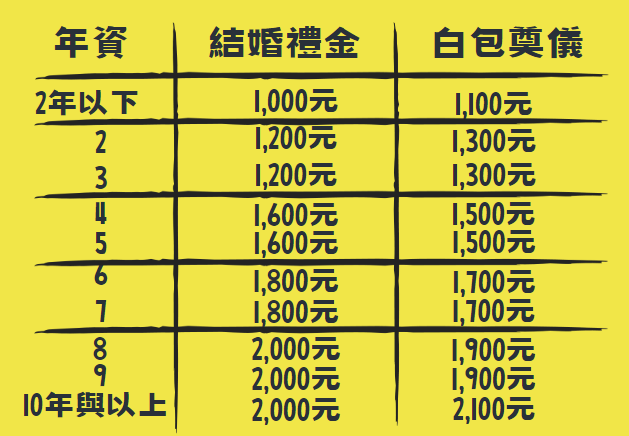 年資 結婚禮金 白包奠儀
2年以下 1,000元 1,100元
2 1,200元 1,300元
3 1,200元 1,300元
4 1,600元 1,500元
5 1,600元 1,500元
6 1,800元 1,700元
7 1,800元 1,700元
8 2,000元 1,900元
9 2,000元 1,900元
10年與以上 2,000元 2,100元